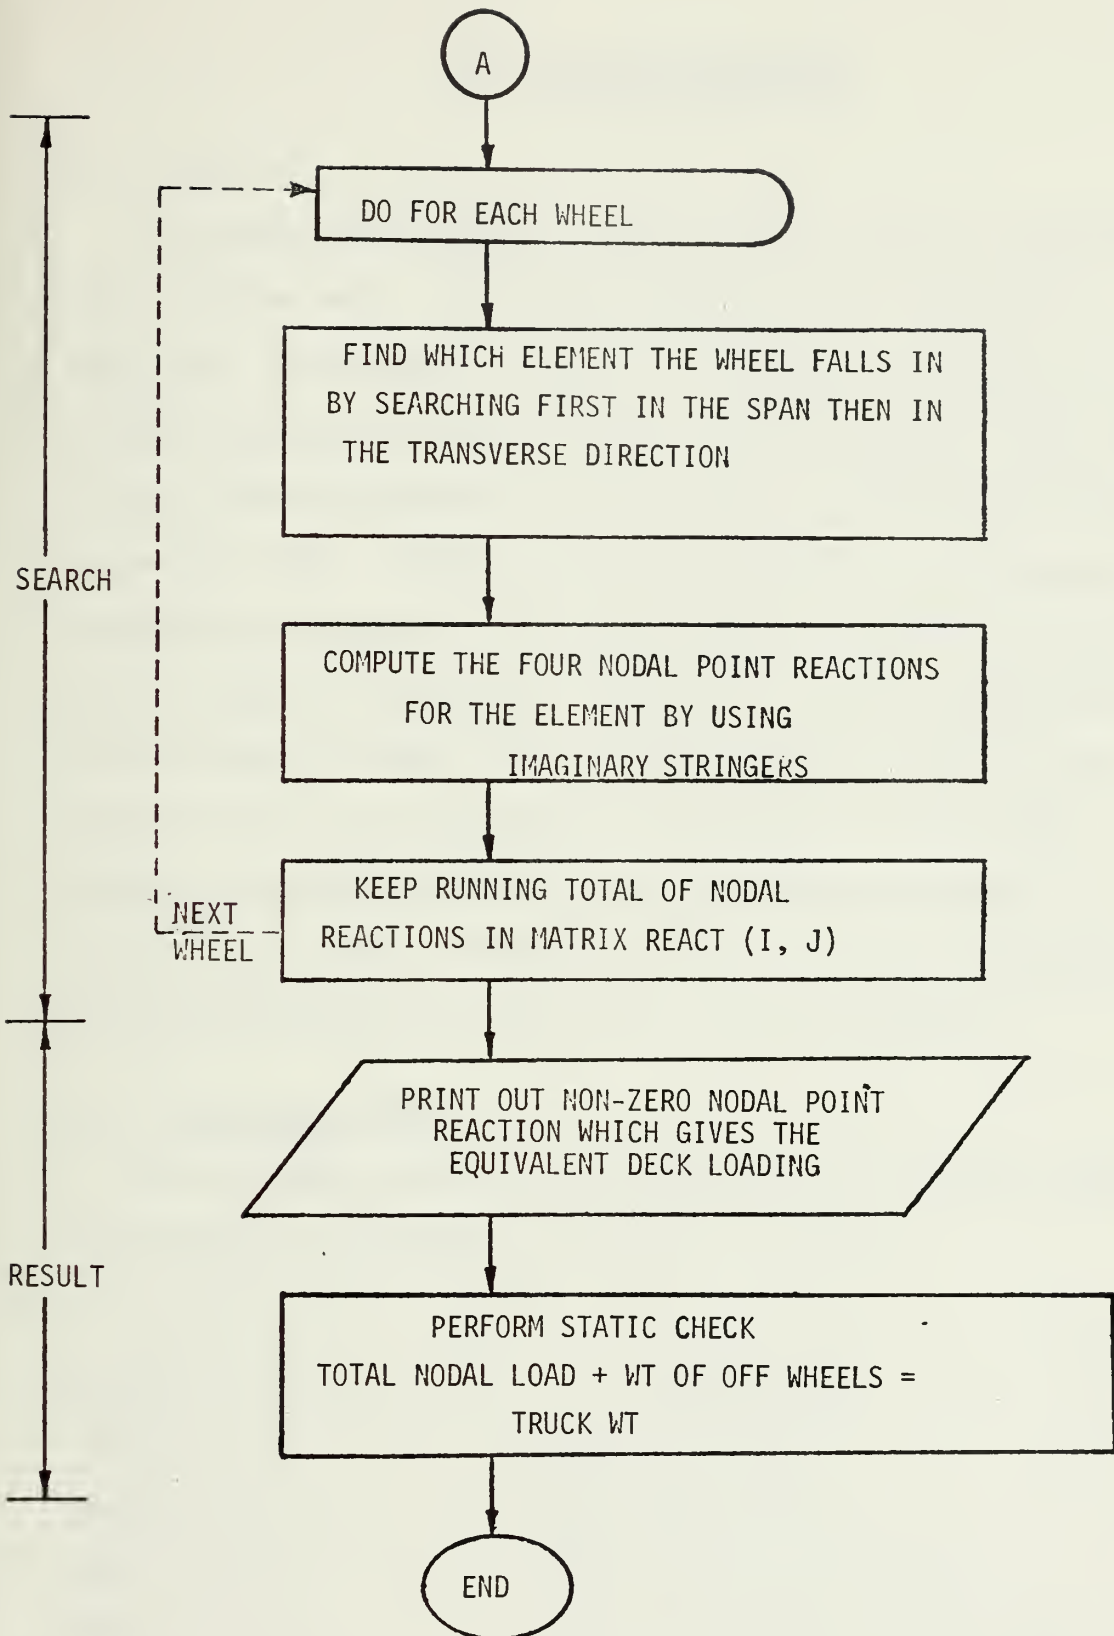 A
DO FOR EACH WHEEL
FIND WHICH ELEMENT THE WHEEL FALLS IN
BY SEARCHING FIRST IN THE SPAN THEN IN
THE TRANSVERSE DIRECTION
SEARCH
COMPUTE THE FOUR NODAL POINT REACTIONS
FOR THE ELEMENT BY USING
IMAGINARY STRINGERS
KEEP RUNNING TOTAL OF NODAL
REACTIONS IN MATRIX REACT (I, J)
NEXT
WHEEL
PRINT OUT NON-ZERO NODAL POINT
REACTION WHICH GIVES THE
EQUIVALENT DECK LOADING
RESULT
PERFORM STATIC CHECK
TOTAL NODAL LOAD + WT OF OFF WHEELS =
TRUCK WT
END